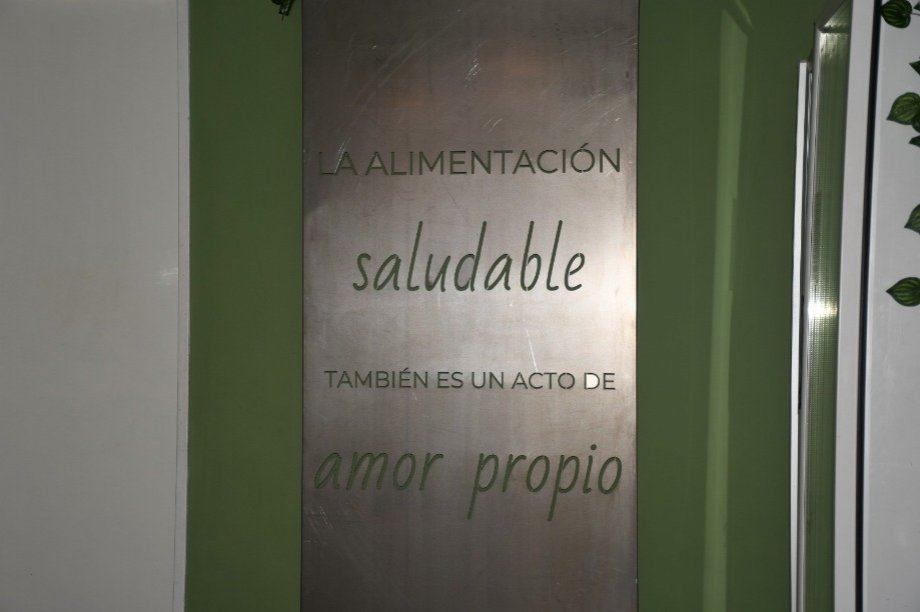 LA ALIMENTACIÓN
saludable
TAMBIÉN ES UN ACTO DE
amor propio